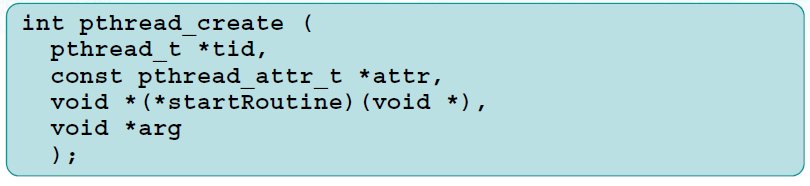 int pthread_create (
pthread_t *tid,
const pthread_attr_t *attr,
void *(*startRoutine)(void *),
void *arg
);